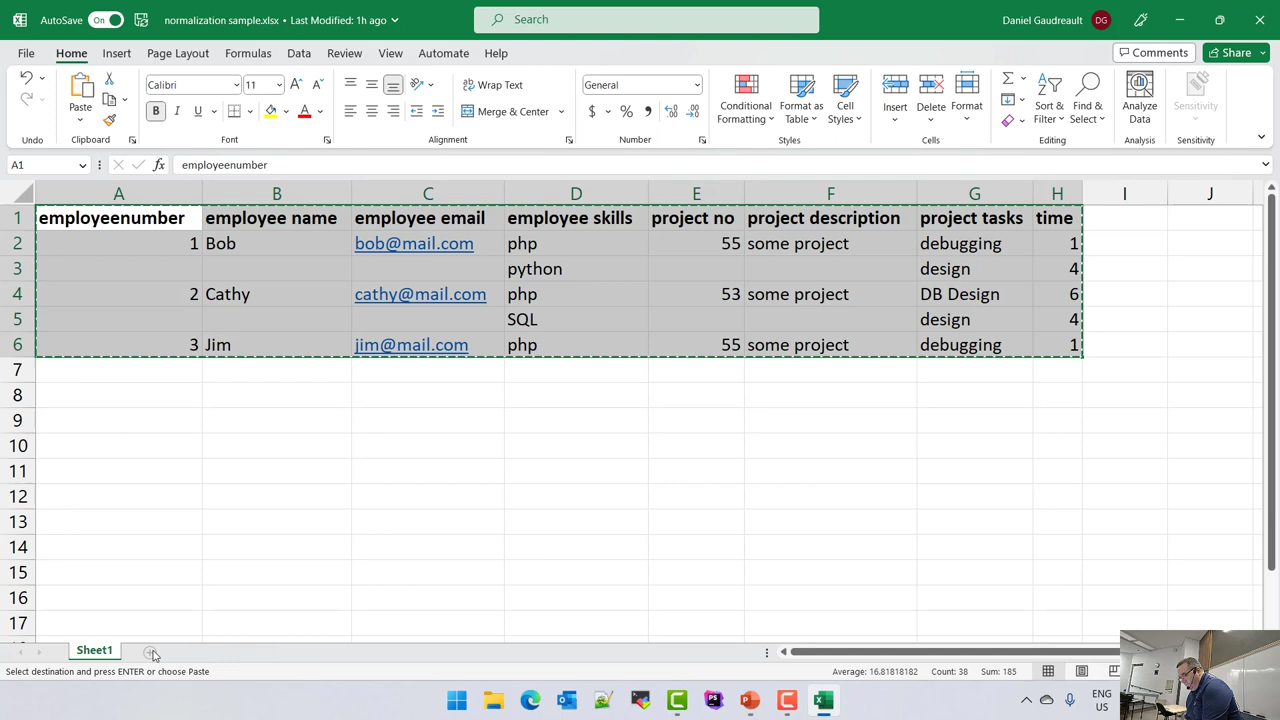 AutoSave On normalization sample.xlsx • Last Modified: 1h ago Search Daniel Gaudreault DG
File Home Insert Page Layout Formulas Data Review View Automate Help Comments Share
Undo
Paste
Clipboard
Calibri 11
B I U
Font
Wrap Text
Merge & Center
Alignment
General
$ % 9
Number
Conditional Formatting
Format as Table
Cell Styles
Styles
Insert Delete Format
Cells
Sort & Filter
Find & Select
Editing
Analyze Data
Analysis
Sensitivity
Sensitivity
A1 fx employeenumber
A B C D E F G H I J
1 employeenumber employee name employee email employee skills project no project description project tasks time
2 1 Bob bob@mail.com php 55 some project debugging 1
3 python design 4
4 2 Cathy cathy@mail.com php 53 some project DB Design 6
5 SQL design 4
6 3 Jim jim@mail.com php 55 some project debugging 1
7
8
9
10
11
12
13
14
15
16
17
Sheet1
Select destination and press ENTER or choose Paste Average: 16.81818182 Count: 38 Sum: 185
ENG
US